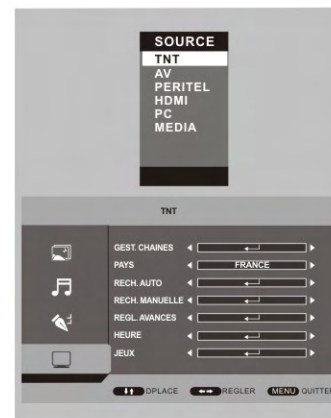 SOURCE
TNT
AV
PERITEL
HDMI
PC
MEDIA
TNT
GEST. CHAINES
PAYS FRANCE
RECH. AUTO
RECH. MANUELLE
REGL. AVANCES
HEURE
JEUX
DPLACE REGLER MENU QUITTER